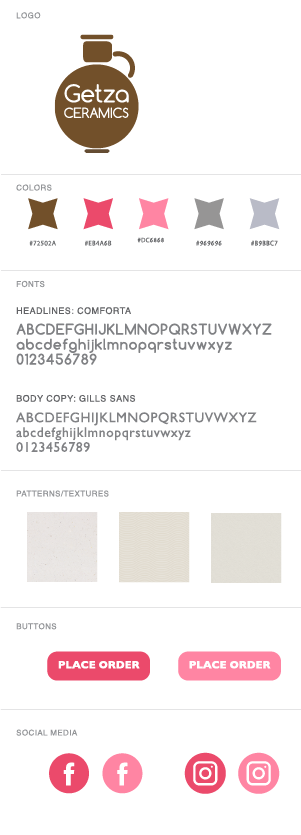 LOGO
Getza
CERAMICS
COLORS
#72502A
#EB4A6B
#DC6868
#969696
#B9BBC7
FONTS
HEADLINES: COMFORTA
ABCDEFGHIJKLMNOPQRSTUVWXYZ
abcdefghijklmnopqrstuvwxyz
0123456789
BODY COPY: GILLS SANS
ABCDEFGHIJKLMNOPQRSTUVWXYZ
abcdefghijklmnopqrstuvwxyz
0123456789
PATTERNS/TEXTURES
BUTTONS
PLACE ORDER
PLACE ORDER
SOCIAL MEDIA